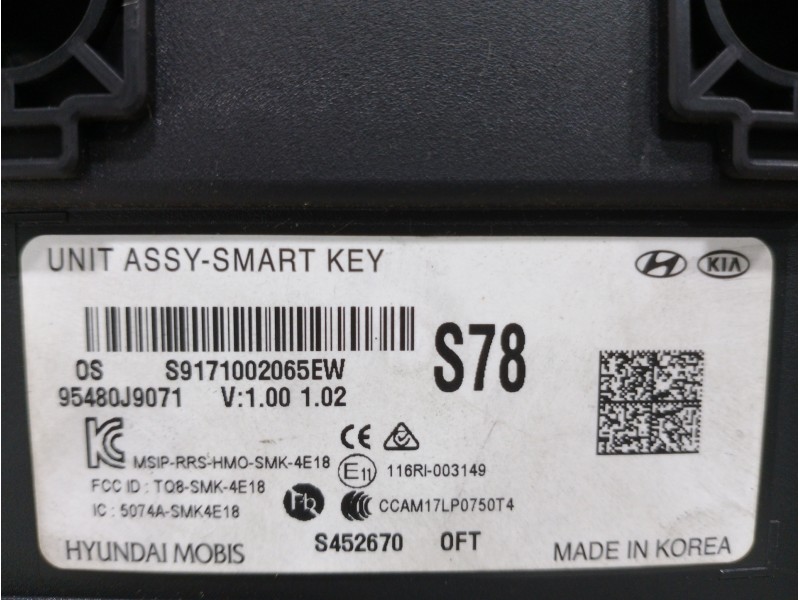 UNIT ASSY-SMART KEY
KIA
OS S9171002065EW
S78
95480J9071 V:1.00 1.02
MSIP-RRS-HMO-SMK-4E18
CE
E11 116RI-003149
FCC ID : TQ8-SMK-4E18
IC : 5074A-SMK4E18
CCAM17LP0750T4
HYUNDAI MOBIS S452670 OFT MADE IN KOREA